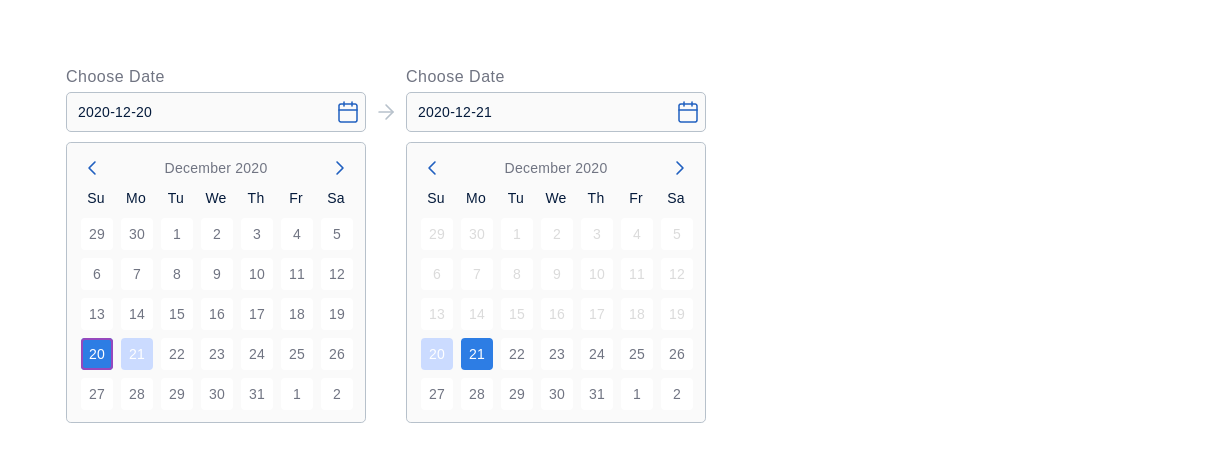 Choose Date
2020-12-20
December 2020
Su Mo Tu We Th Fr Sa
29 30 1 2 3 4 5
6 7 8 9 10 11 12
13 14 15 16 17 18 19
20 21 22 23 24 25 26
27 28 29 30 31 1 2
Choose Date
2020-12-21
December 2020
Su Mo Tu We Th Fr Sa
29 30 1 2 3 4 5
6 7 8 9 10 11 12
13 14 15 16 17 18 19
20 21 22 23 24 25 26
27 28 29 30 31 1 2